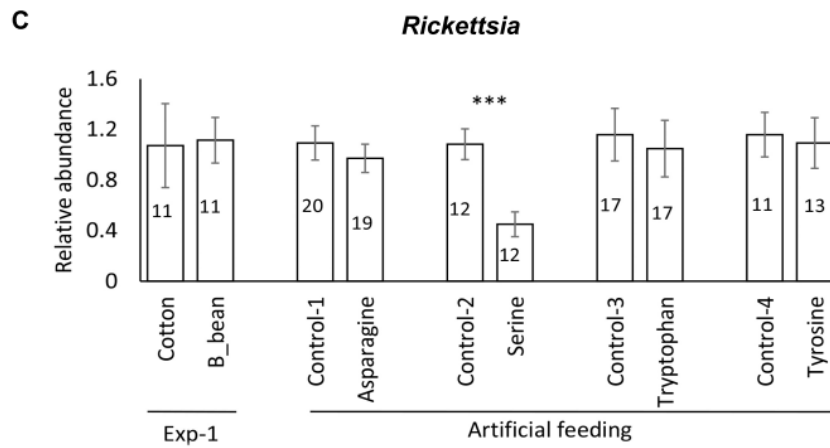 C
Rickettsia
Relative abundance
1.6
1.2
0.8
0.4
0
***
11
11
20
19
12
12
17
17
11
13
Cotton
B_bean
Control-1
Asparagine
Control-2
Serine
Control-3
Tryptophan
Control-4
Tyrosine
Exp-1
Artificial feeding